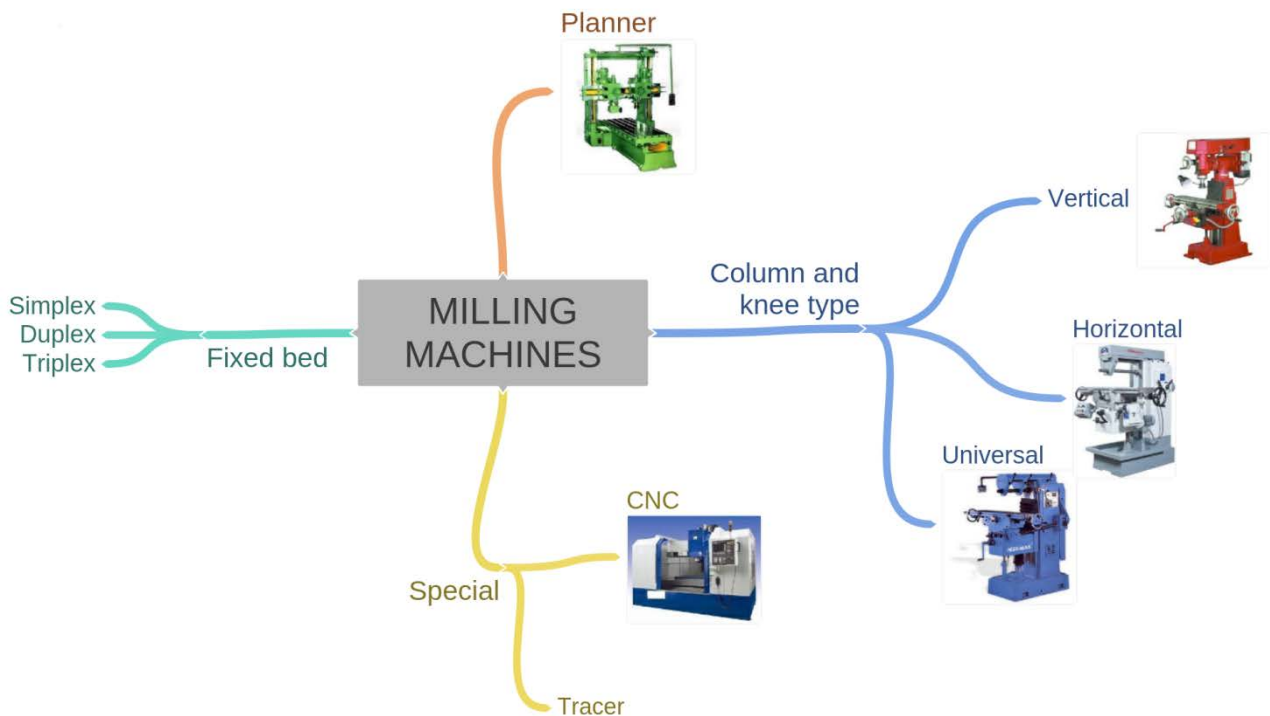 Planner
Vertical
Column and
knee type
MILLING
MACHINES
Simplex
Duplex
Triplex
Fixed bed
Horizontal
Universal
CNC
Special
Tracer